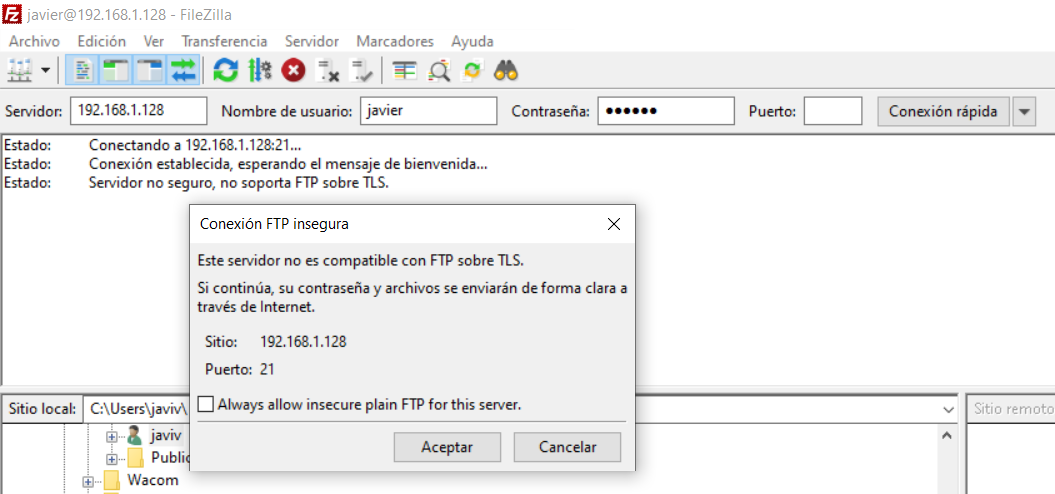 javier@192.168.1.128 - FileZilla
Archivo Edición Ver Transferencia Servidor Marcadores Ayuda
Servidor: 192.168.1.128 Nombre de usuario: javier Contraseña: ●●●●●● Puerto: Conexión rápida
Estado: Conectando a 192.168.1.128:21...
Estado: Conexión establecida, esperando el mensaje de bienvenida...
Estado: Servidor no seguro, no soporta FTP sobre TLS.
Conexión FTP insegura
Este servidor no es compatible con FTP sobre TLS.
Si continúa, su contraseña y archivos se enviarán de forma clara a
través de Internet.
Sitio: 192.168.1.128
Puerto: 21
Always allow insecure plain FTP for this server.
Aceptar Cancelar
Sitio local: C:\Users\javiv\ Sitio remoto
javiv
Public
Wacom